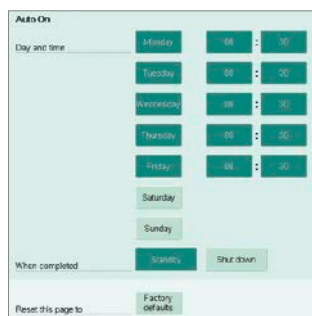 Auto On
Day and time
Monday 08 : 30
Tuesday 08 : 30
Wednesday 08 : 30
Thursday 08 : 30
Friday 08 : 30
Saturday
Sunday
When completed Standby Shut down
Reset this page to Factory defaults